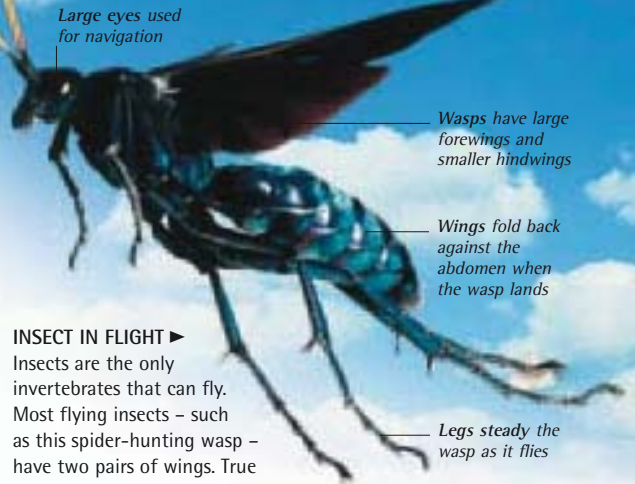 Large eyes used
for navigation
Wasps have large
forewings and
smaller hindwings
Wings fold back
against the
abdomen when
the wasp lands
INSECT IN FLIGHT ►
Insects are the only
invertebrates that can fly.
Most flying insects – such
as this spider-hunting wasp –
have two pairs of wings. True
Legs steady the
wasp as it flies